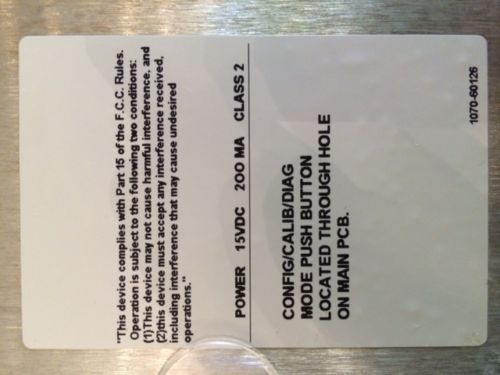 "This device complies with Part 15 of the F.C.C. Rules.
Operation is subject to the following two conditions:
(1)This device may not cause harmful interference, and
(2)this device must accept any interference received,
including interference that may cause undesired
operations."
POWER 15VDC 200 MA CLASS 2
CONFIG/CALIB/DIAG
MODE PUSH BUTTON
LOCATED THROUGH HOLE
ON MAIN PCB.
1070-60126